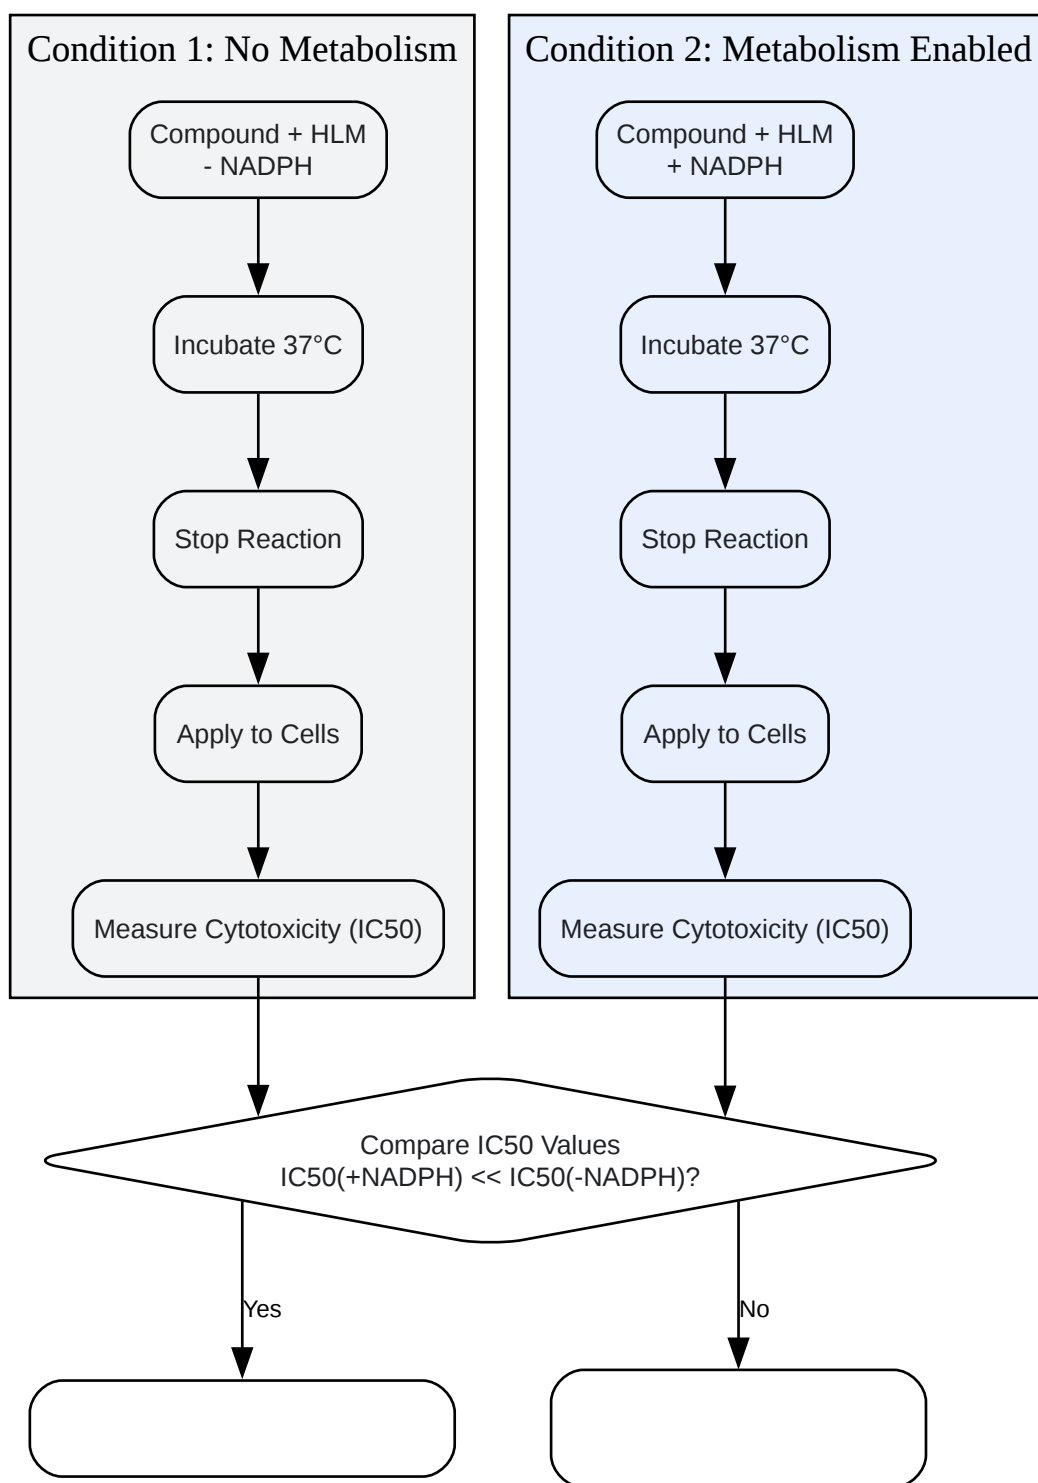 Condition 1: No Metabolism
Compound + HLM
- NADPH
Incubate 37°C
Stop Reaction
Apply to Cells
Measure Cytotoxicity (IC50)
Condition 2: Metabolism Enabled
Compound + HLM
+ NADPH
Incubate 37°C
Stop Reaction
Apply to Cells
Measure Cytotoxicity (IC50)
Compare IC50 Values
IC50(+NADPH) << IC50(-NADPH)?
Yes
No